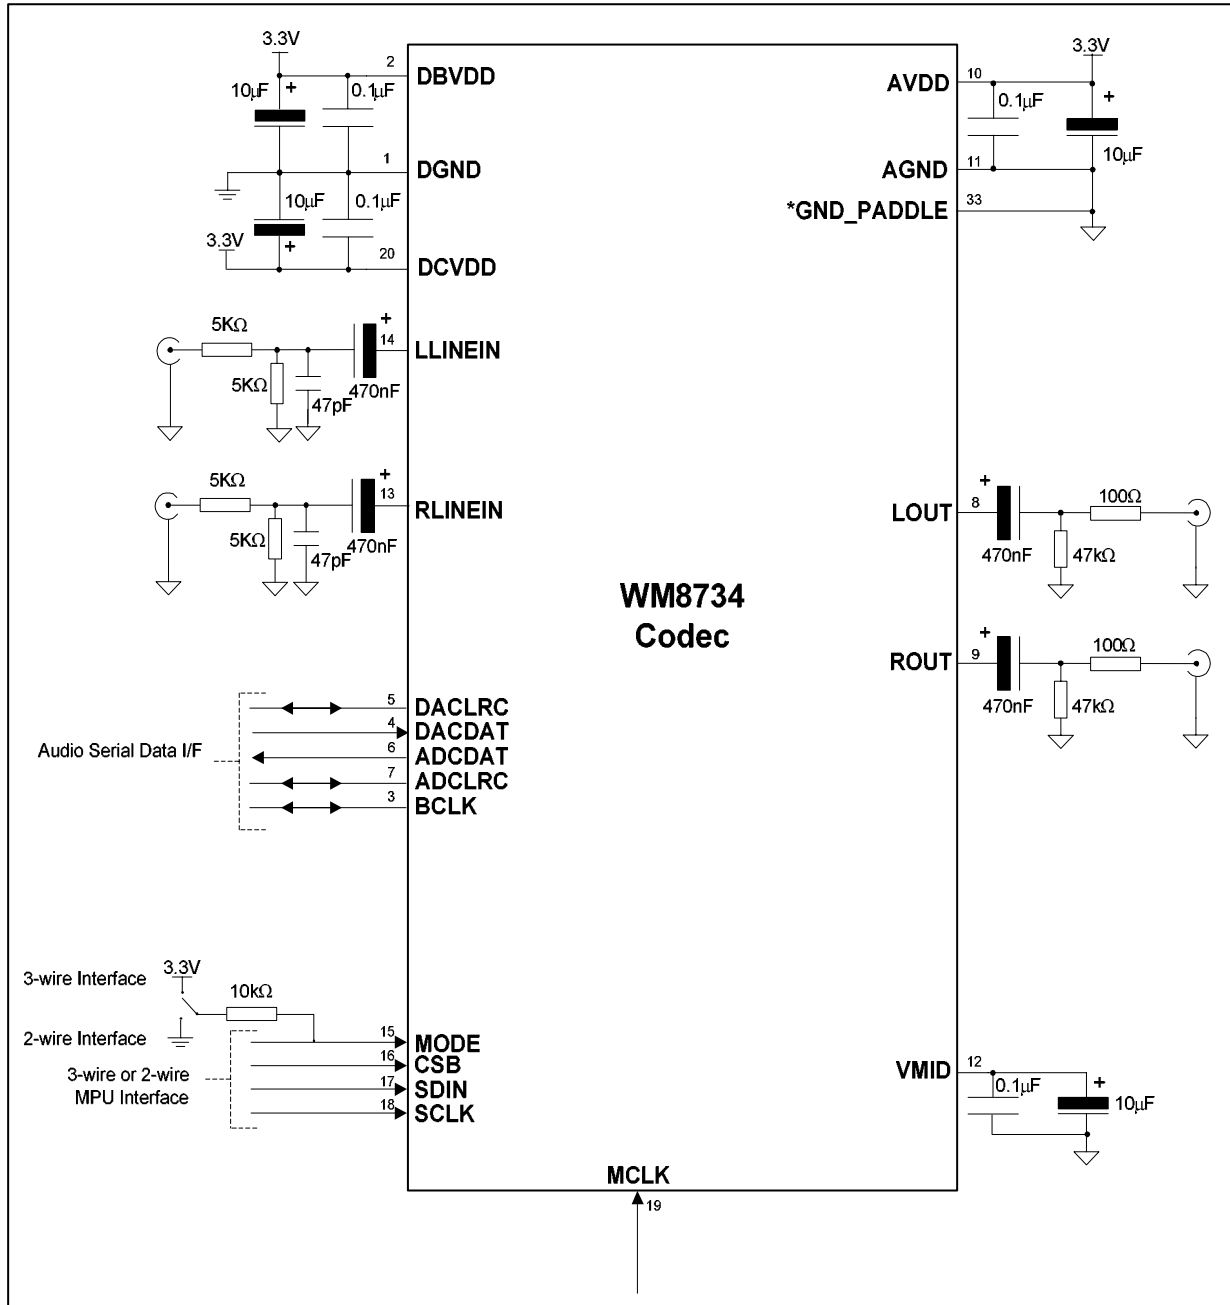 3.3V
2
DBVDD
10µF
+
0.1µF
1
DGND
10µF
0.1µF
3.3V
+
20
DCVDD
3.3V
10
AVDD
0.1µF
+
10µF
11
AGND
33
*GND_PADDLE
5KΩ
+
14
LLINEIN
5KΩ
47pF
470nF
5KΩ
+
13
RLINEIN
5KΩ
47pF
470nF
+
8
LOUT
100Ω
470nF
47kΩ
WM8734
Codec
+
9
ROUT
100Ω
470nF
47kΩ
Audio Serial Data I/F
5
DACLRC
4
DACDAT
6
ADCDAT
7
ADCLRC
3
BCLK
3-wire Interface
3.3V
10kΩ
2-wire Interface
3-wire or 2-wire
MPU Interface
15
MODE
16
CSB
17
SDIN
18
SCLK
12
VMID
0.1µF
+
10µF
MCLK
19